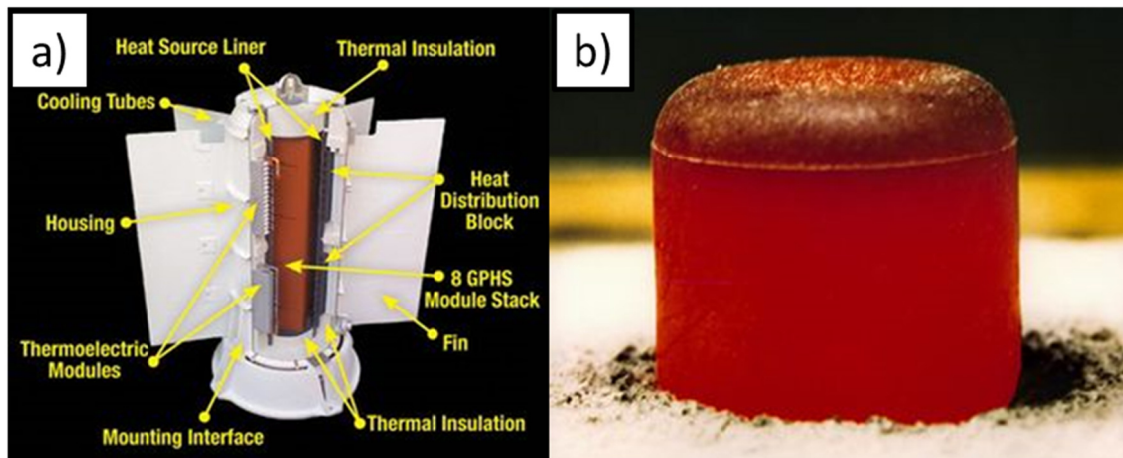 a)
Heat Source Liner
Thermal Insulation
Cooling Tubes
Housing
Heat
Distribution
Block
8 GPHS
Module Stack
Fin
Thermoelectric
Modules
Mounting Interface
Thermal Insulation
b)